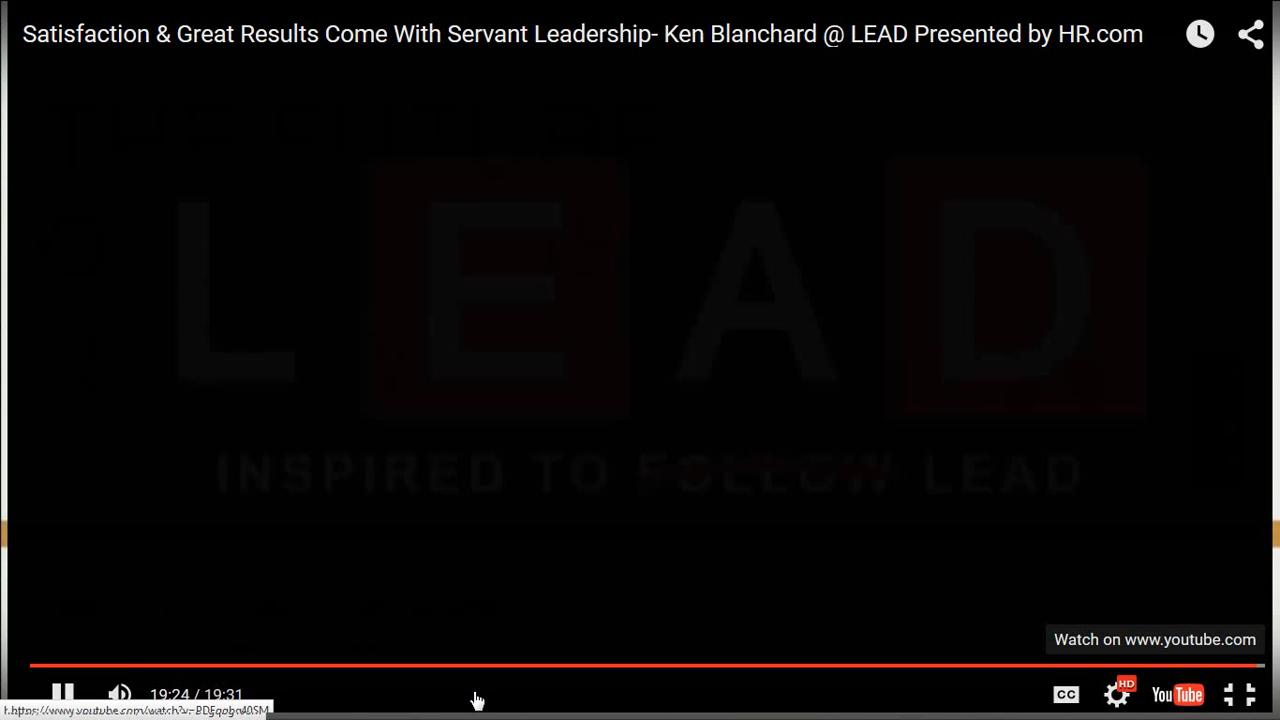 Satisfaction & Great Results Come With Servant Leadership- Ken Blanchard @ LEAD Presented by HR.com
LEAD
INSPIRED TO FOLLOW LEAD
Watch on www.youtube.com
19:24 / 19:31
CC
HD
YouTube